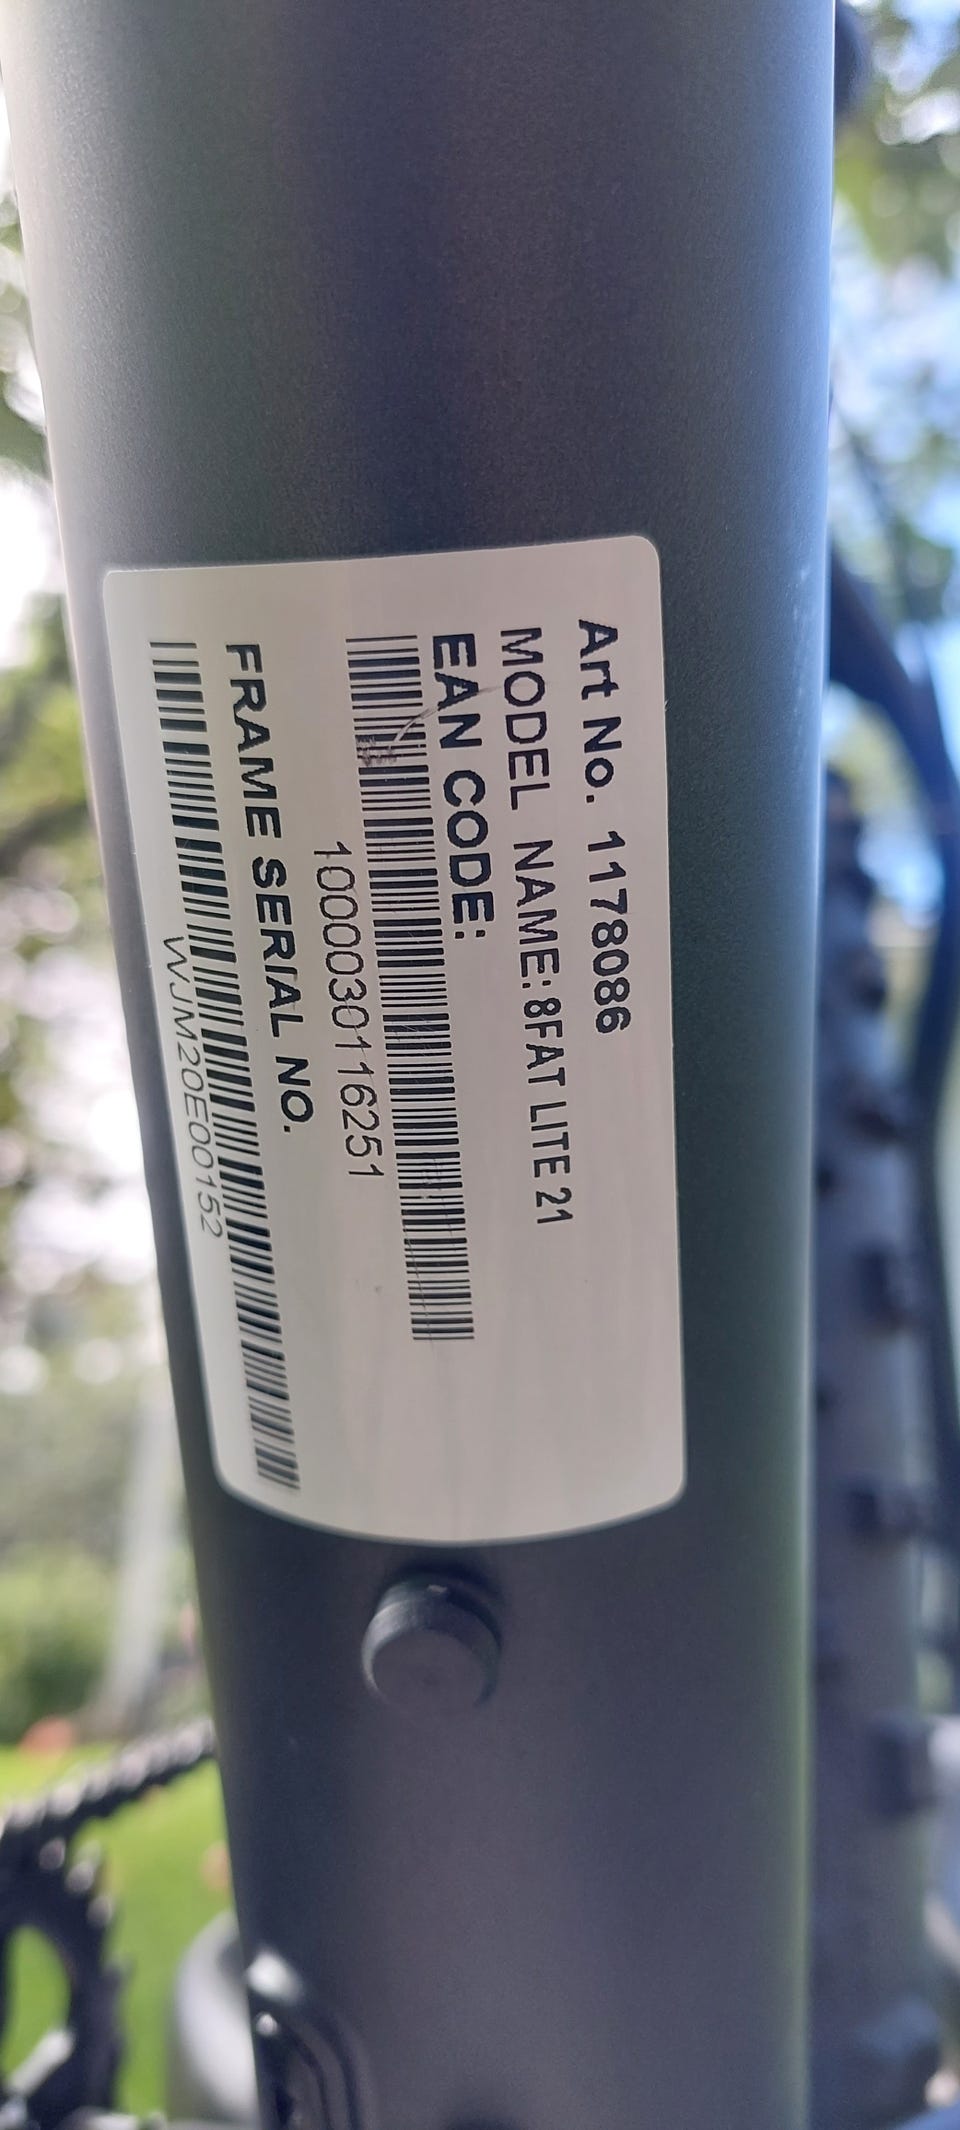 Art No. 1178086
MODEL NAME: 8FAT LITE 21
EAN CODE:
1000030116251
FRAME SERIAL NO.
WJM20E00152